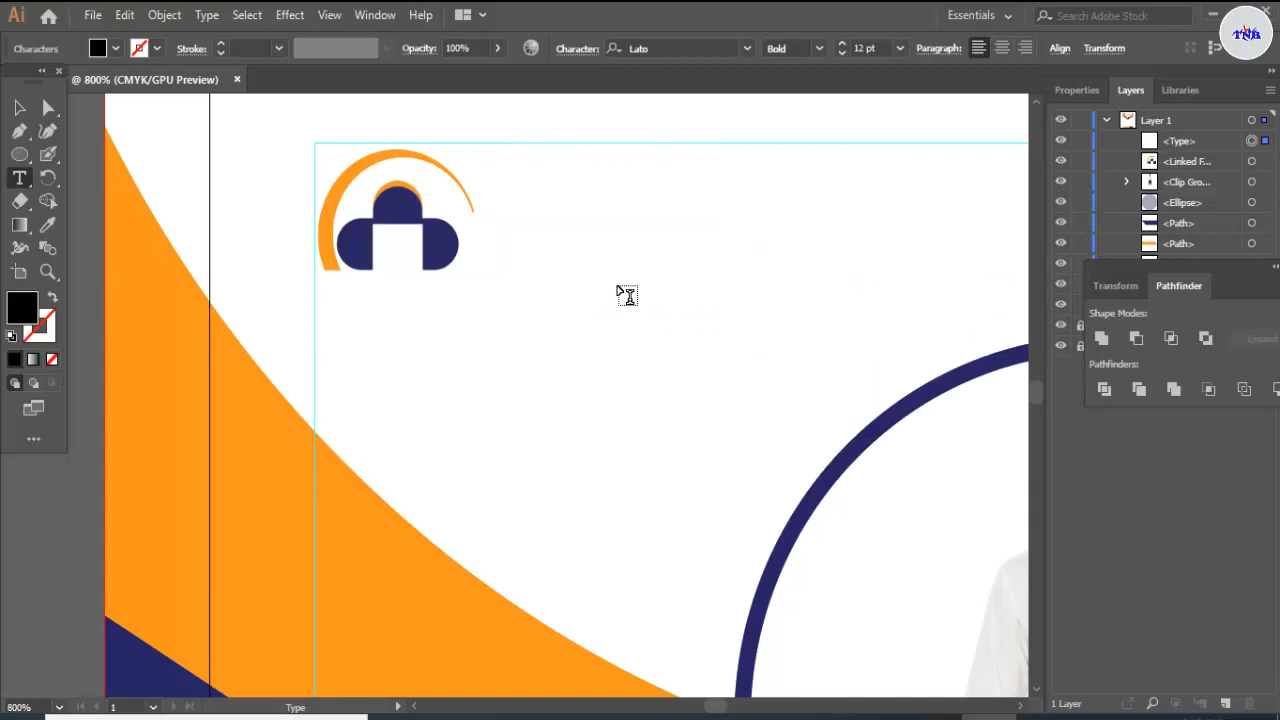 Ai File Edit Object Type Select Effect View Window Help Essentials Search Adobe Stock TNB
Characters Stroke: Opacity: 100% Character: Lato Bold 12 pt Paragraph: Align Transform
@ 800% (CMYK/GPU Preview)
Properties Layers Libraries
Layer 1
<Type>
<Linked F...
<Clip Gro...
<Ellipse>
<Path>
<Path>
Transform Pathfinder
Shape Modes:
Expand
Pathfinders:
800% 1 Type 1 Layer